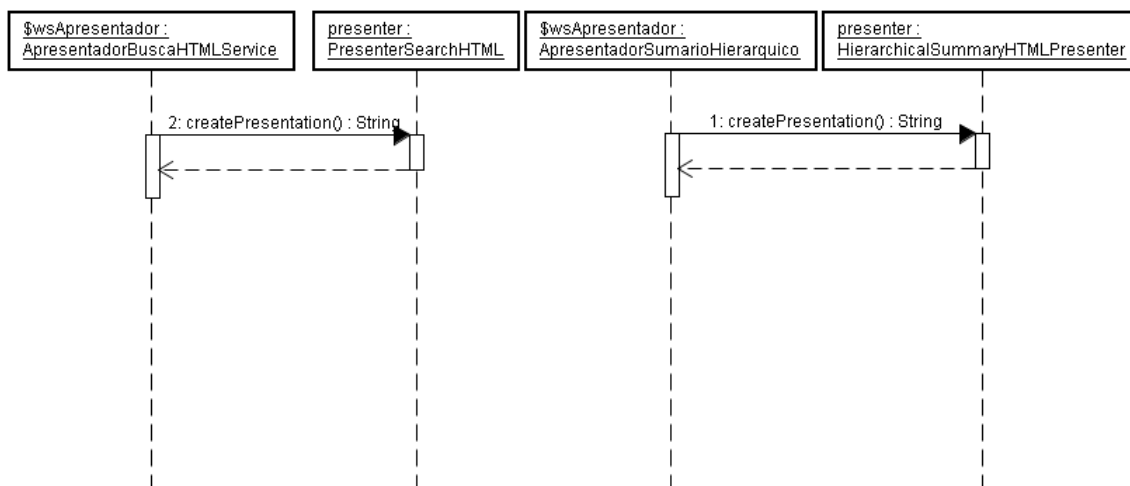 $wsApresentador :
ApresentadorBuscaHTMLService
presenter :
PresenterSearchHTML
$wsApresentador :
ApresentadorSumarioHierarquico
presenter :
HierarchicalSummaryHTMLPresenter
2: createPresentation() : String
1: createPresentation() : String